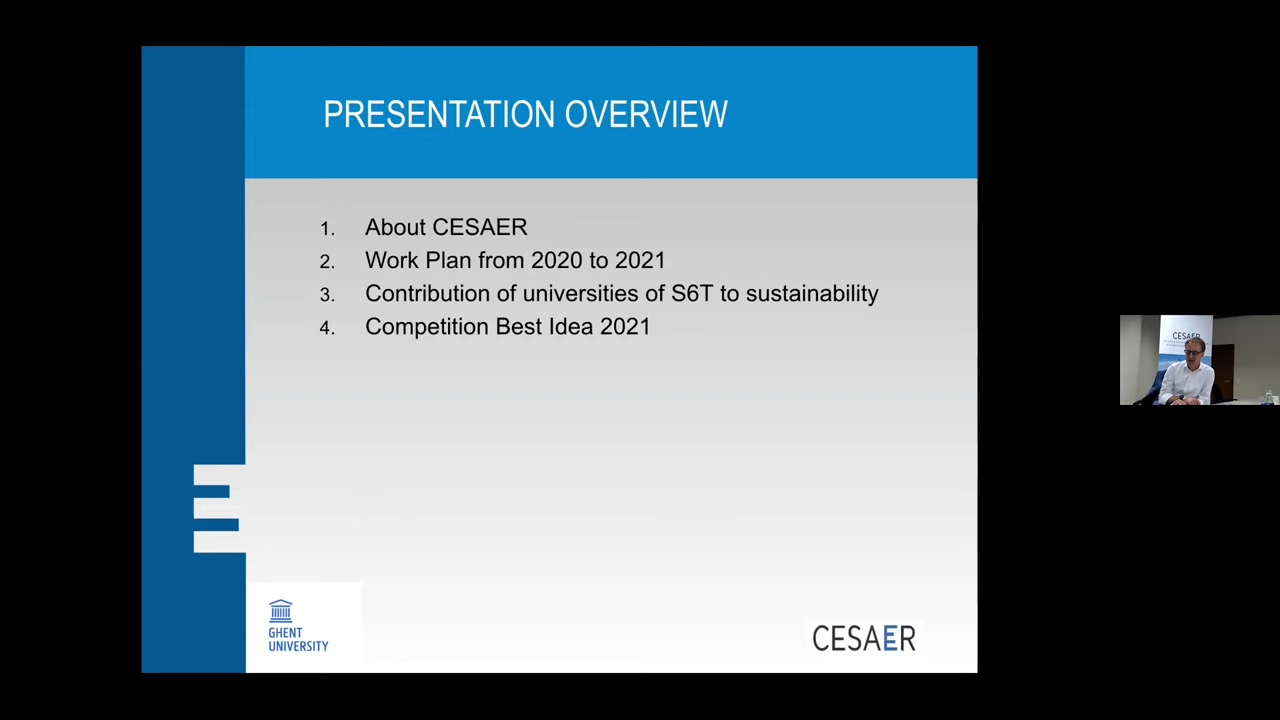 PRESENTATION OVERVIEW
1. About CESAER
2. Work Plan from 2020 to 2021
3. Contribution of universities of S6T to sustainability
4. Competition Best Idea 2021
GHENT
UNIVERSITY
CESAER
CESAER